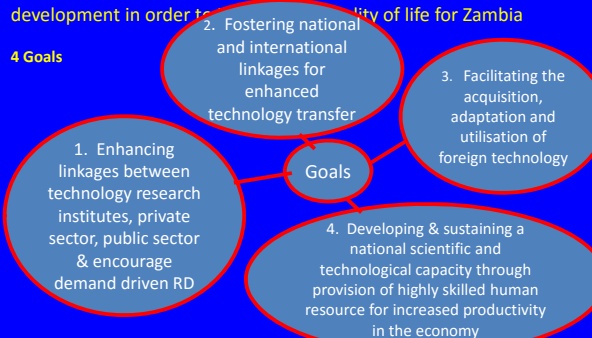 development in order to
lity of life for Zambia
4 Goals
2. Fostering national
and international
linkages for
enhanced
technology transfer
3. Facilitating the
acquisition,
adaptation and
utilisation of
foreign technology
1. Enhancing
linkages between
technology research
institutes, private
sector, public sector
& encourage
demand driven RD
Goals
4. Developing & sustaining a
national scientific and
technological capacity through
provision of highly skilled human
resource for increased productivity
in the economy